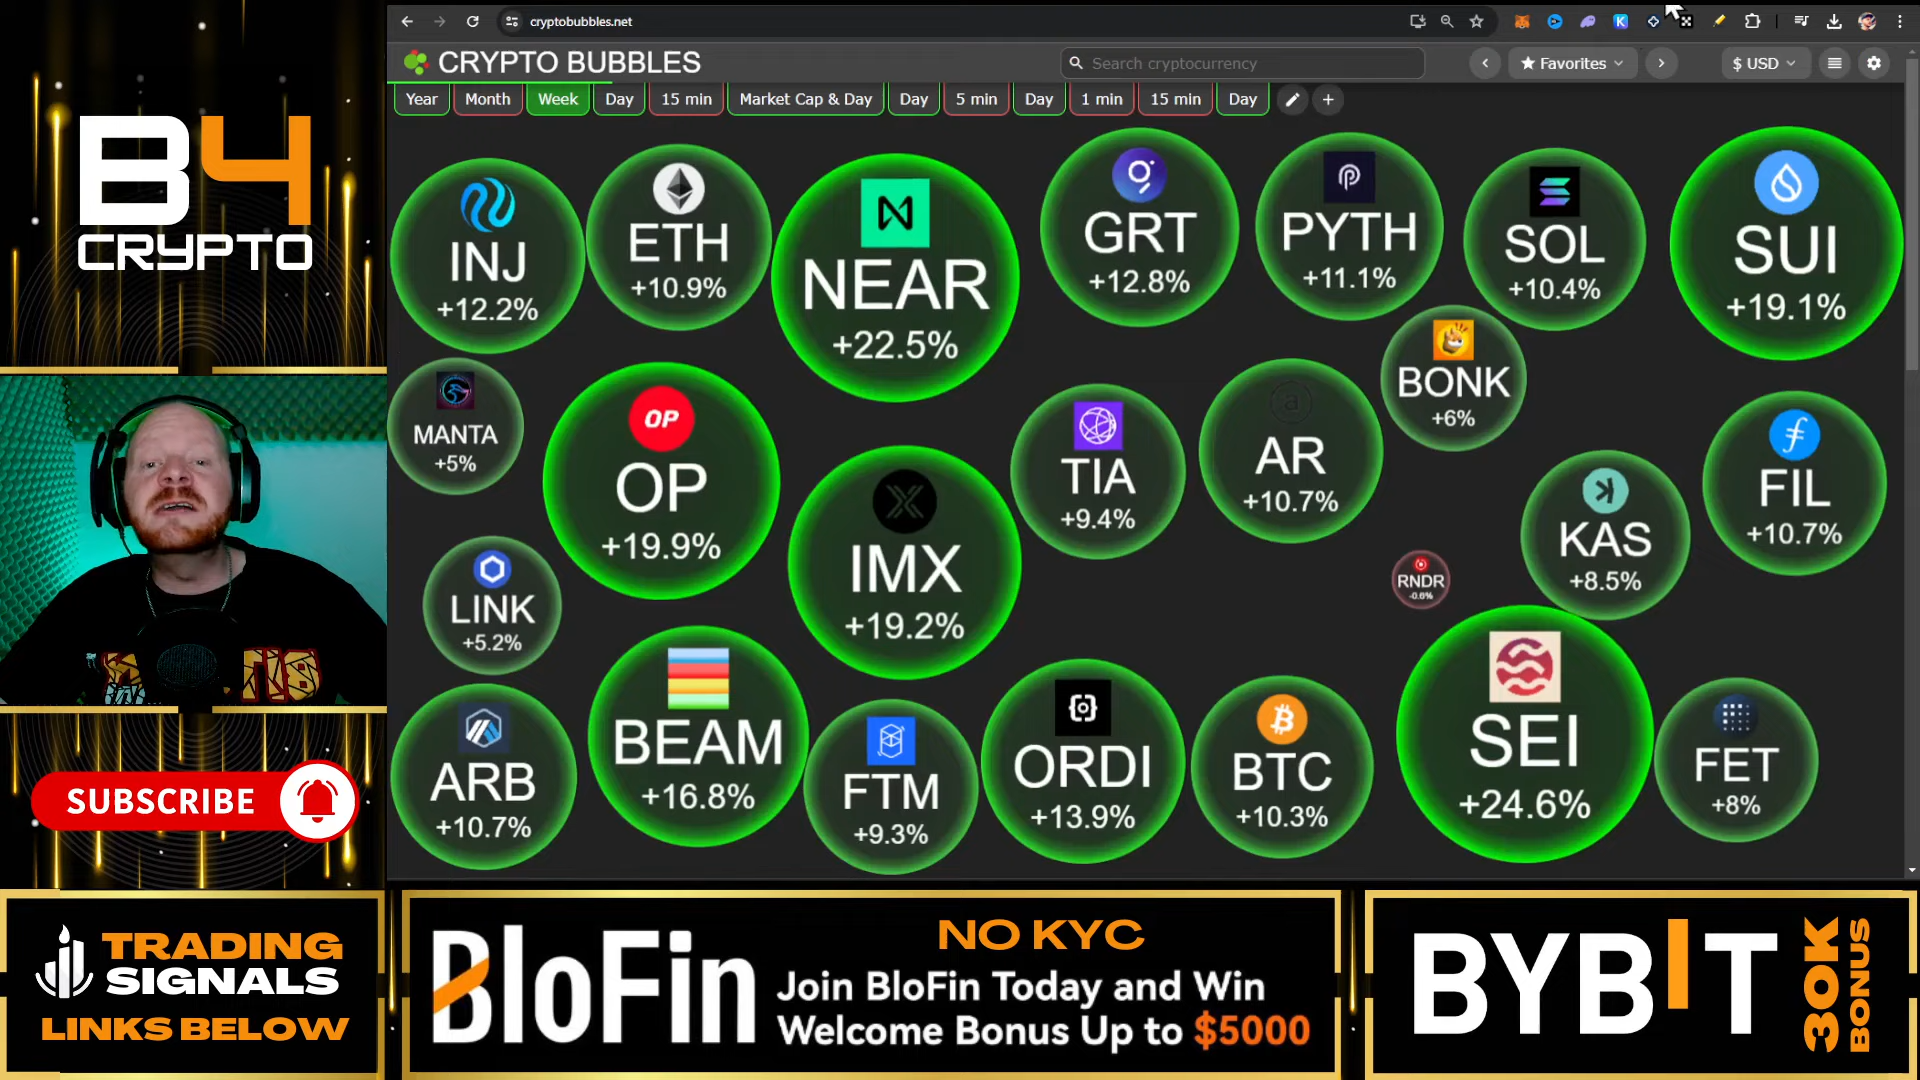 B4
CRYPTO
SUBSCRIBE
TRADING
SIGNALS
LINKS BELOW
cryptobubbles.net
CRYPTO BUBBLES
Search cryptocurrency
Favorites
$ USD
Year
Month
Week
Day
15 min
Market Cap & Day
Day
5 min
Day
1 min
15 min
Day
INJ
+12.2%
ETH
+10.9%
NEAR
+22.5%
GRT
+12.8%
PYTH
+11.1%
SOL
+10.4%
SUI
+19.1%
MANTA
+5%
OP
OP
+19.9%
IMX
+19.2%
TIA
+9.4%
a
AR
+10.7%
BONK
+6%
KAS
+8.5%
FIL
+10.7%
LINK
+5.2%
RNDR
-0.6%
ARB
+10.7%
BEAM
+16.8%
FTM
+9.3%
ORDI
+13.9%
BTC
+10.3%
SEI
+24.6%
FET
+8%
BloFin
NO KYC
Join BloFin Today and Win
Welcome Bonus Up to $5000
BYBIT
30K
BONUS